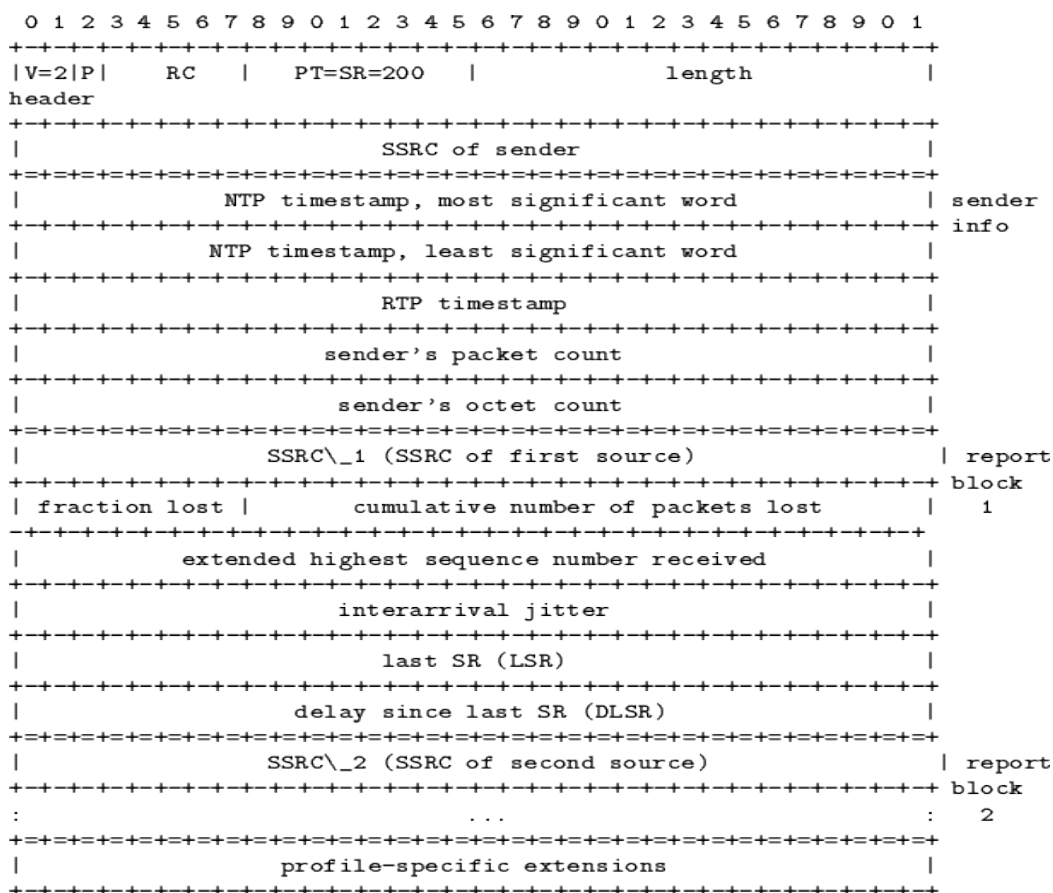 0 1 2 3 4 5 6 7 8 9 0 1 2 3 4 5 6 7 8 9 0 1 2 3 4 5 6 7 8 9 0 1
+-+-+-+-+-+-+-+-+-+-+-+-+-+-+-+-+-+-+-+-+-+-+-+-+-+-+-+-+-+-+-+-+
|V=2|P|    RC   |   PT=SR=200   |             length            |
header
+-+-+-+-+-+-+-+-+-+-+-+-+-+-+-+-+-+-+-+-+-+-+-+-+-+-+-+-+-+-+-+-+
|                         SSRC of sender                        |
+=+=+=+=+=+=+=+=+=+=+=+=+=+=+=+=+=+=+=+=+=+=+=+=+=+=+=+=+=+=+=+=+
|              NTP timestamp, most significant word             | sender
+-+-+-+-+-+-+-+-+-+-+-+-+-+-+-+-+-+-+-+-+-+-+-+-+-+-+-+-+-+-+-+-+ info
|             NTP timestamp, least significant word             |
+-+-+-+-+-+-+-+-+-+-+-+-+-+-+-+-+-+-+-+-+-+-+-+-+-+-+-+-+-+-+-+-+
|                         RTP timestamp                         |
+-+-+-+-+-+-+-+-+-+-+-+-+-+-+-+-+-+-+-+-+-+-+-+-+-+-+-+-+-+-+-+-+
|                     sender's packet count                     |
+-+-+-+-+-+-+-+-+-+-+-+-+-+-+-+-+-+-+-+-+-+-+-+-+-+-+-+-+-+-+-+-+
|                      sender's octet count                     |
+=+=+=+=+=+=+=+=+=+=+=+=+=+=+=+=+=+=+=+=+=+=+=+=+=+=+=+=+=+=+=+=+
|                 SSRC\_1 (SSRC of first source)                 | report
+-+-+-+-+-+-+-+-+-+-+-+-+-+-+-+-+-+-+-+-+-+-+-+-+-+-+-+-+-+-+-+-+ block
| fraction lost |       cumulative number of packets lost       |   1
-+-+-+-+-+-+-+-+-+-+-+-+-+-+-+-+-+-+-+-+-+-+-+-+-+-+-+-+-+-+-+-+
|           extended highest sequence number received           |
+-+-+-+-+-+-+-+-+-+-+-+-+-+-+-+-+-+-+-+-+-+-+-+-+-+-+-+-+-+-+-+-+
|                      interarrival jitter                      |
+-+-+-+-+-+-+-+-+-+-+-+-+-+-+-+-+-+-+-+-+-+-+-+-+-+-+-+-+-+-+-+-+
|                         last SR (LSR)                         |
+-+-+-+-+-+-+-+-+-+-+-+-+-+-+-+-+-+-+-+-+-+-+-+-+-+-+-+-+-+-+-+-+
|                   delay since last SR (DLSR)                  |
+=+=+=+=+=+=+=+=+=+=+=+=+=+=+=+=+=+=+=+=+=+=+=+=+=+=+=+=+=+=+=+=+
|                 SSRC\_2 (SSRC of second source)                | report
+-+-+-+-+-+-+-+-+-+-+-+-+-+-+-+-+-+-+-+-+-+-+-+-+-+-+-+-+-+-+-+-+ block
:                               ...                             :   2
+=+=+=+=+=+=+=+=+=+=+=+=+=+=+=+=+=+=+=+=+=+=+=+=+=+=+=+=+=+=+=+=+
|                  profile-specific extensions                  |
+-+-+-+-+-+-+-+-+-+-+-+-+-+-+-+-+-+-+-+-+-+-+-+-+-+-+-+-+-+-+-+-+